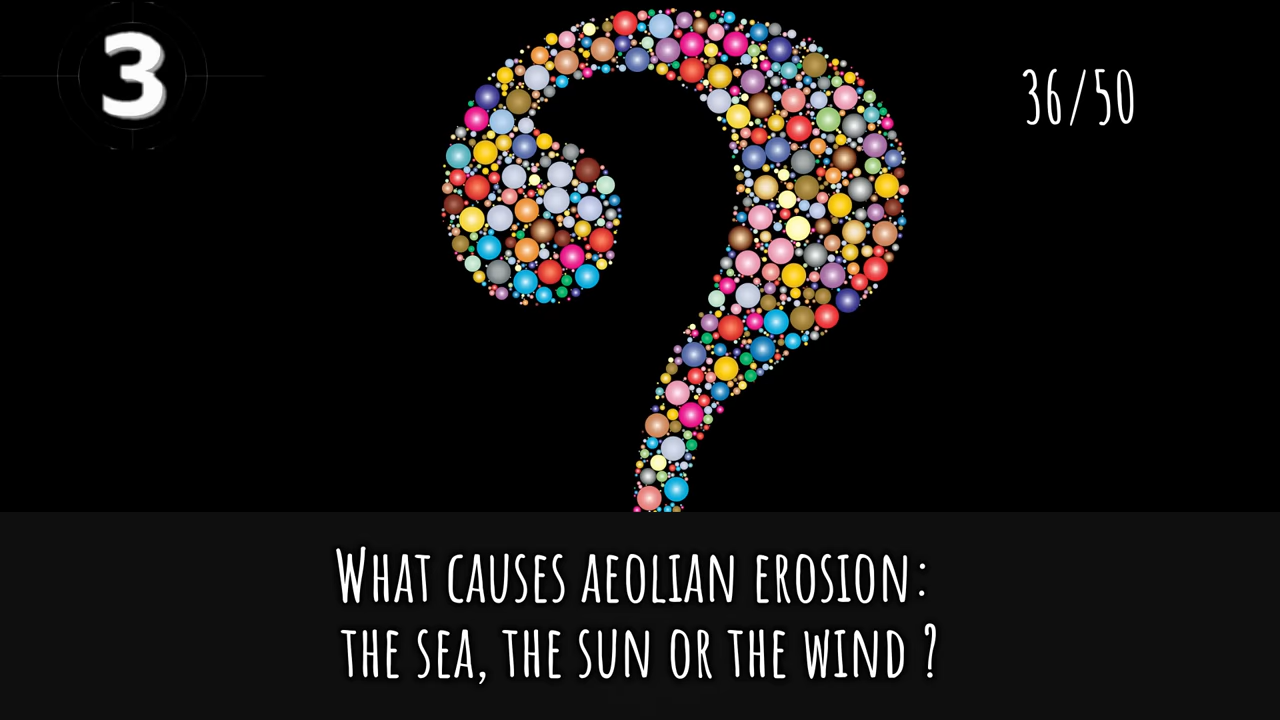 3
36/50
What causes aeolian erosion:
the sea, the sun or the wind ?